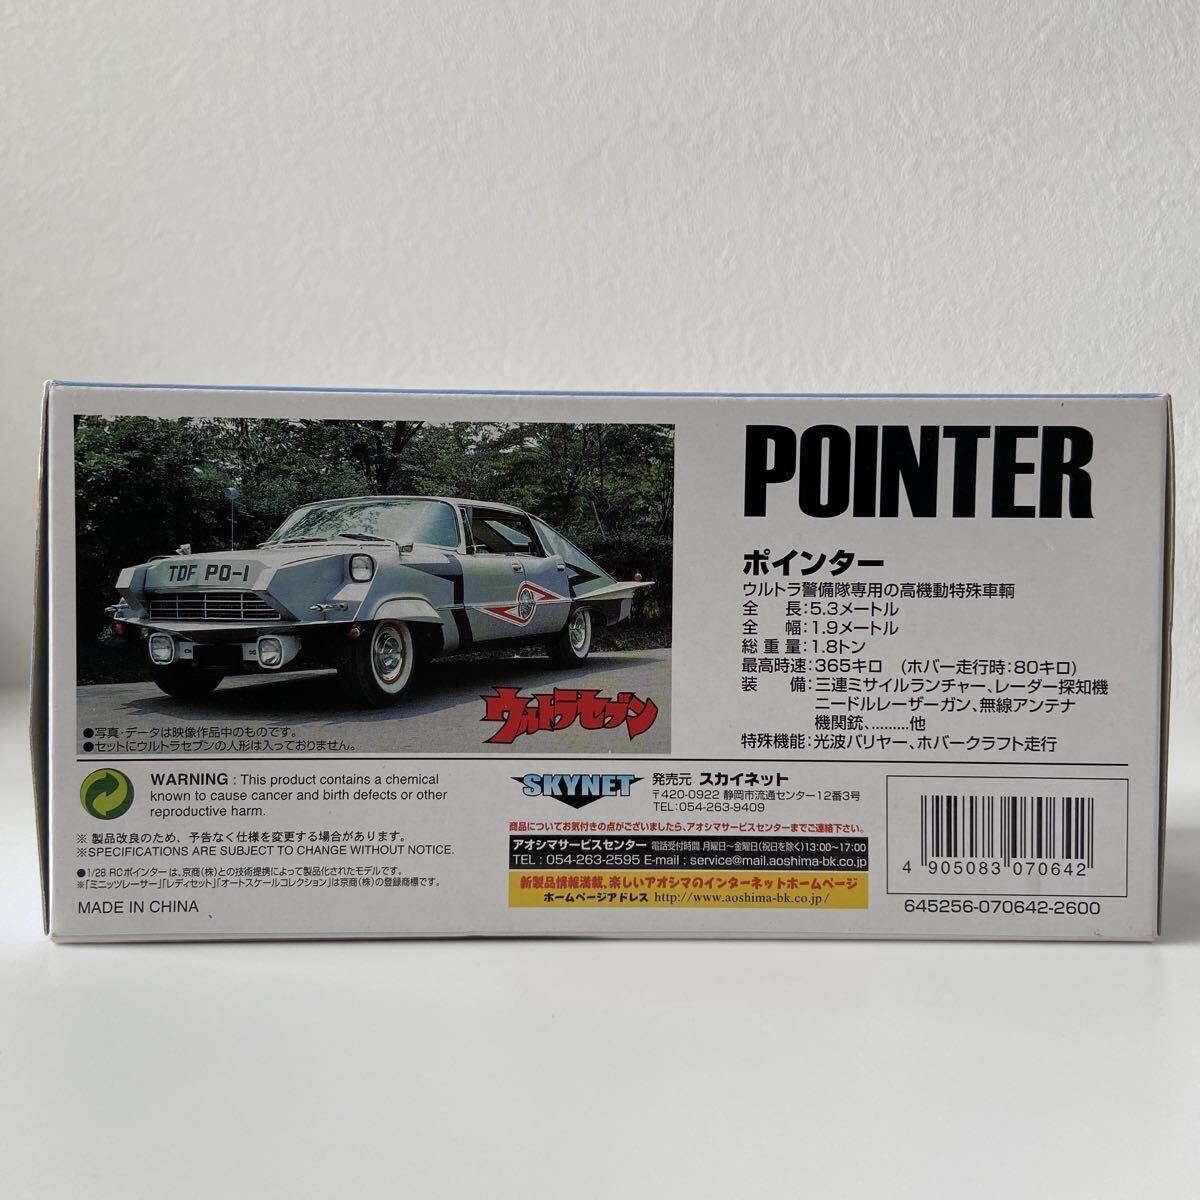 TDF PO-1
ウルトラセブン
●写真・データは映像作品中のものです。
●セットにウルトラセブンの人形は入っておりません。
POINTER
ポインター
ウルトラ警備隊専用の高機動特殊車輌
全長:5.3メートル
全幅:1.9メートル
総重量:1.8トン
最高時速:365キロ (ホバー走行時:80キロ)
装備:三連ミサイルランチャー、レーダー探知機
ニードルレーザーガン、無線アンテナ
機関銃、.........他
特殊機能:光波バリヤー、ホバークラフト走行
WARNING : This product contains a chemical
known to cause cancer and birth defects or other
reproductive harm.
※ 製品改良のため、予告なく仕様を変更する場合があります。
※SPECIFICATIONS ARE SUBJECT TO CHANGE WITHOUT NOTICE.
●1/28 RCポインターは、京商(株)との技術提携によって製品化されたモデルです。
※「ミニッツレーサー」「レディセット」「オートスケールコレクション」は京商(株)の登録商標です。
MADE IN CHINA
SKYNET 発売元 スカイネット
〒420-0922 静岡市流通センター12番3号
TEL:054-263-9409
商品についてお気付きの点がございましたら、アオシマサービスセンターまでご連絡下さい。
アオシマサービスセンター 電話受付時間 月曜日〜金曜日(祝日を除く)13:00〜17:00
TEL : 054-263-2595 E-mail : service@mail.aoshima-bk.co.jp
新製品情報満載、楽しいアオシマのインターネットホームページ
ホームページアドレス http://www.aoshima-bk.co.jp/
4 905083 070642
645256-070642-2600